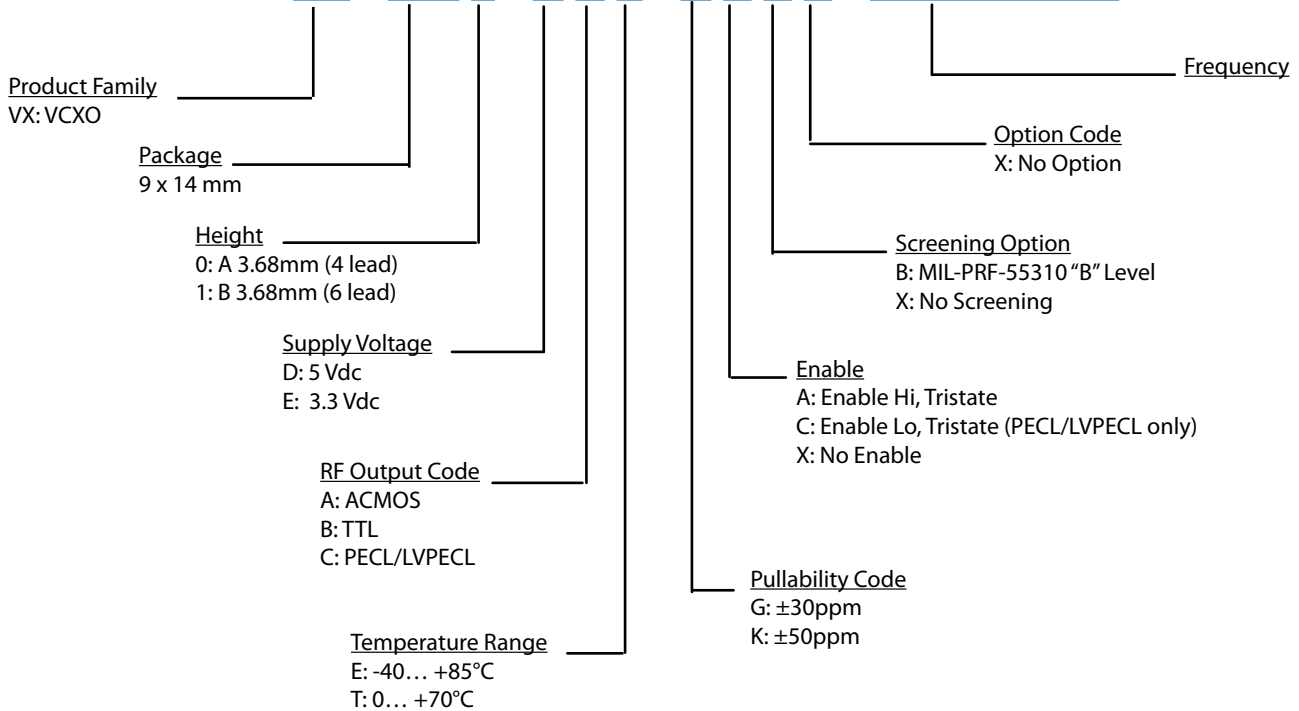 Product Family
VX: VCXO
Package
9 x 14 mm
Height
0: A 3.68mm (4 lead)
1: B 3.68mm (6 lead)
Supply Voltage
D: 5 Vdc
E: 3.3 Vdc
RF Output Code
A: ACMOS
B: TTL
C: PECL/LVPECL
Temperature Range
E: -40… +85°C
T: 0… +70°C
Frequency
Option Code
X: No Option
Screening Option
B: MIL-PRF-55310 “B” Level
X: No Screening
Enable
A: Enable Hi, Tristate
C: Enable Lo, Tristate (PECL/LVPECL only)
X: No Enable
Pullability Code
G: ±30ppm
K: ±50ppm